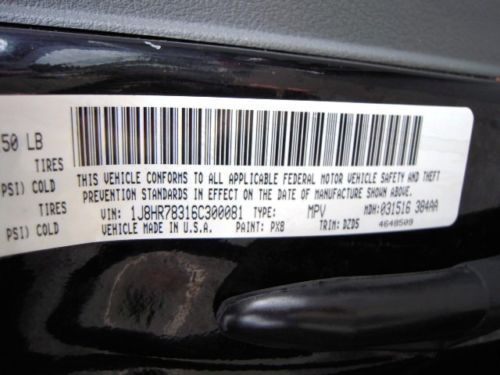 50 LB
TIRES
PSI) COLD
TIRES
PSI) COLD
THIS VEHICLE CONFORMS TO ALL APPLICABLE FEDERAL MOTOR VEHICLE SAFETY AND THEFT
PREVENTION STANDARDS IN EFFECT ON THE DATE OF MANUFACTURE SHOWN ABOVE.
VIN: 1J8HR78316C300081 TYPE: MPV MDH:031516 384AA
VEHICLE MADE IN U.S.A. PAINT: PX8 TRIM: DZD5 4648509